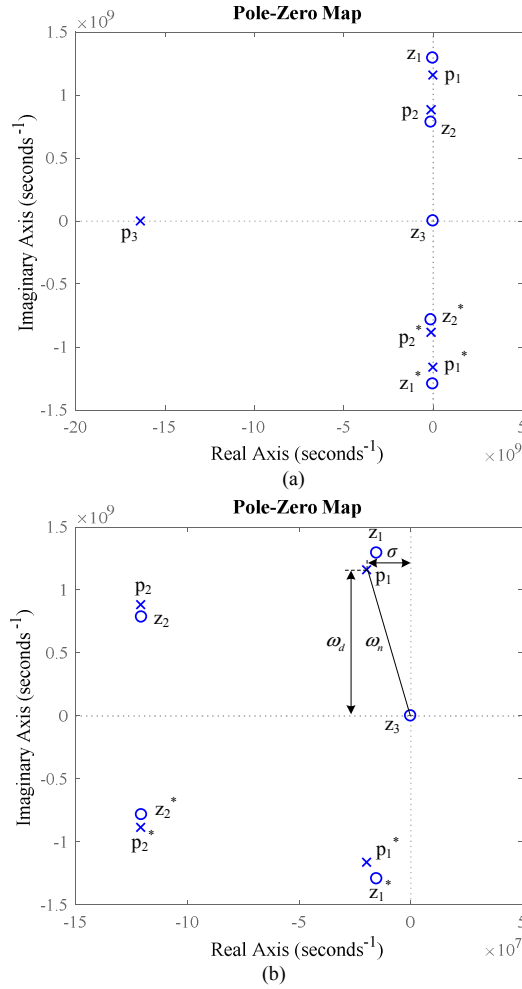 Pole-Zero Map
×10⁹
1.5
1
0.5
0
-0.5
-1
-1.5
Imaginary Axis (seconds⁻¹)
z₁
p₁
p₂
z₂
p₃
z₃
z₂*
p₂*
p₁*
z₁*
-20 -15 -10 -5 0 5
Real Axis (seconds⁻¹)
×10⁹
(a)
Pole-Zero Map
×10⁹
1.5
1
0.5
0
-0.5
-1
-1.5
Imaginary Axis (seconds⁻¹)
z₁
σ
p₁
p₂
z₂
ω_d
ω_n
z₃
z₂*
p₂*
p₁*
z₁*
-15 -10 -5 0 5
Real Axis (seconds⁻¹)
×10⁷
(b)